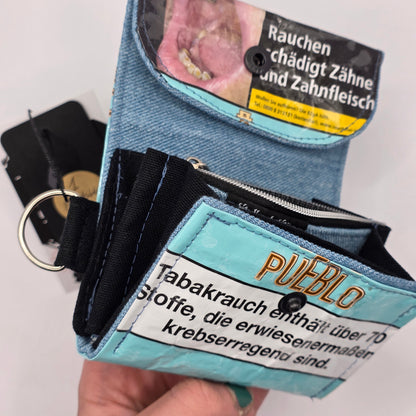 Rauchen
schädigt Zähne
und Zahnfleisch
PUEBLO
Tabakrauch enthält über 70
Stoffe, die erwiesenermaßen
krebserregend sind.